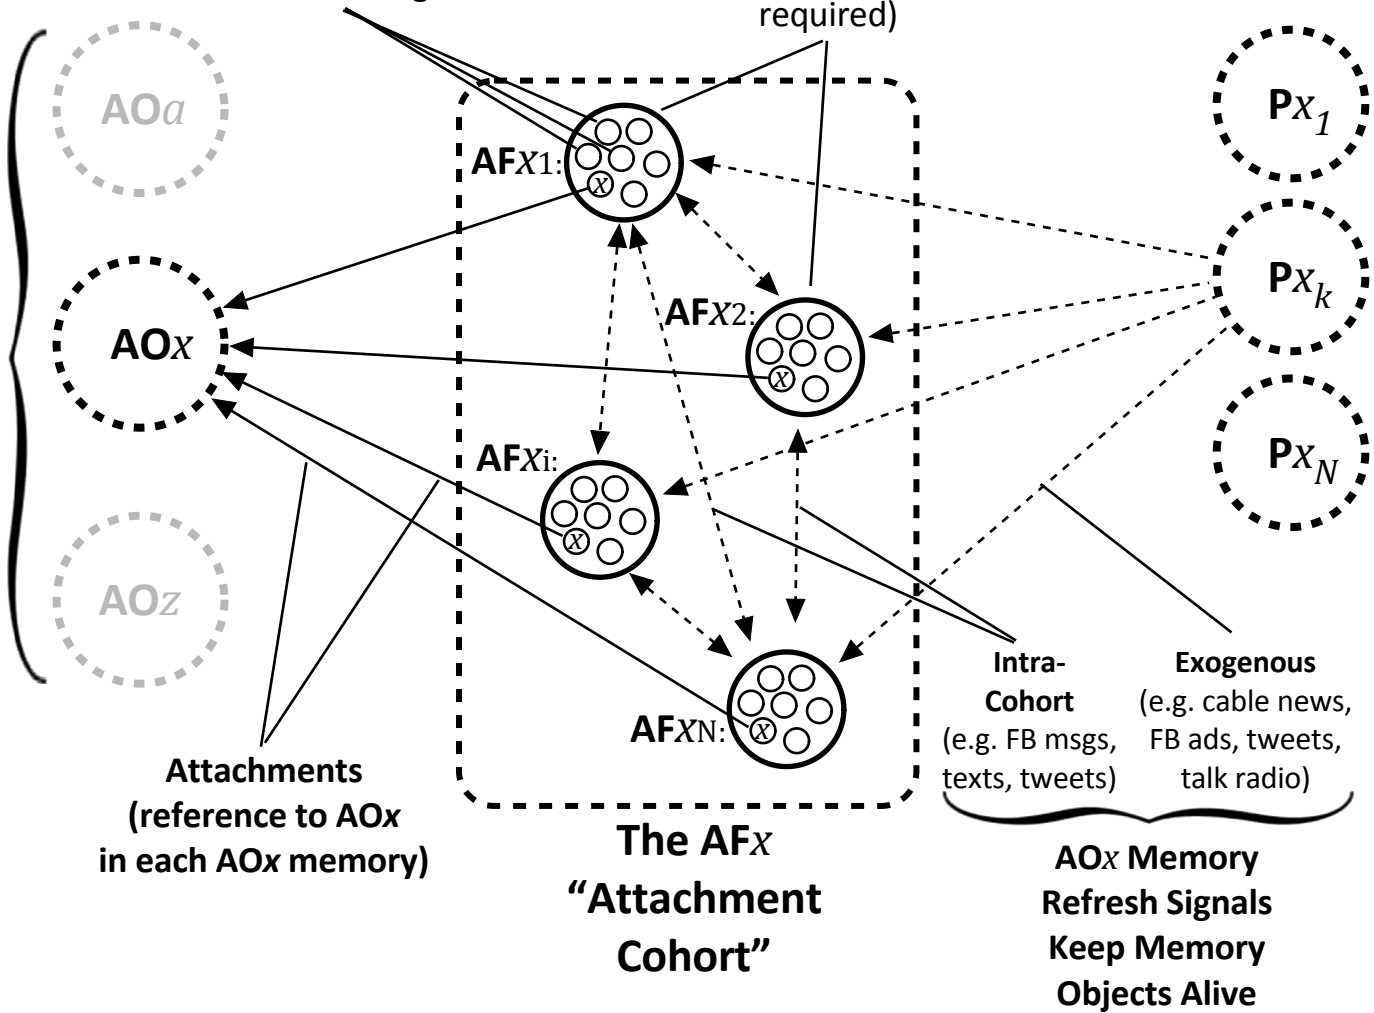 required)
AOa
Px1
AFx1:
x
Pxk
AFx2:
AOx
x
AFxi:
PxN
x
AOz
Intra-
Cohort
(e.g. FB msgs,
texts, tweets)
Exogenous
(e.g. cable news,
FB ads, tweets,
talk radio)
AFxN:
x
Attachments
(reference to AOx
in each AOx memory)
The AFx
“Attachment
Cohort”
AOx Memory
Refresh Signals
Keep Memory
Objects Alive